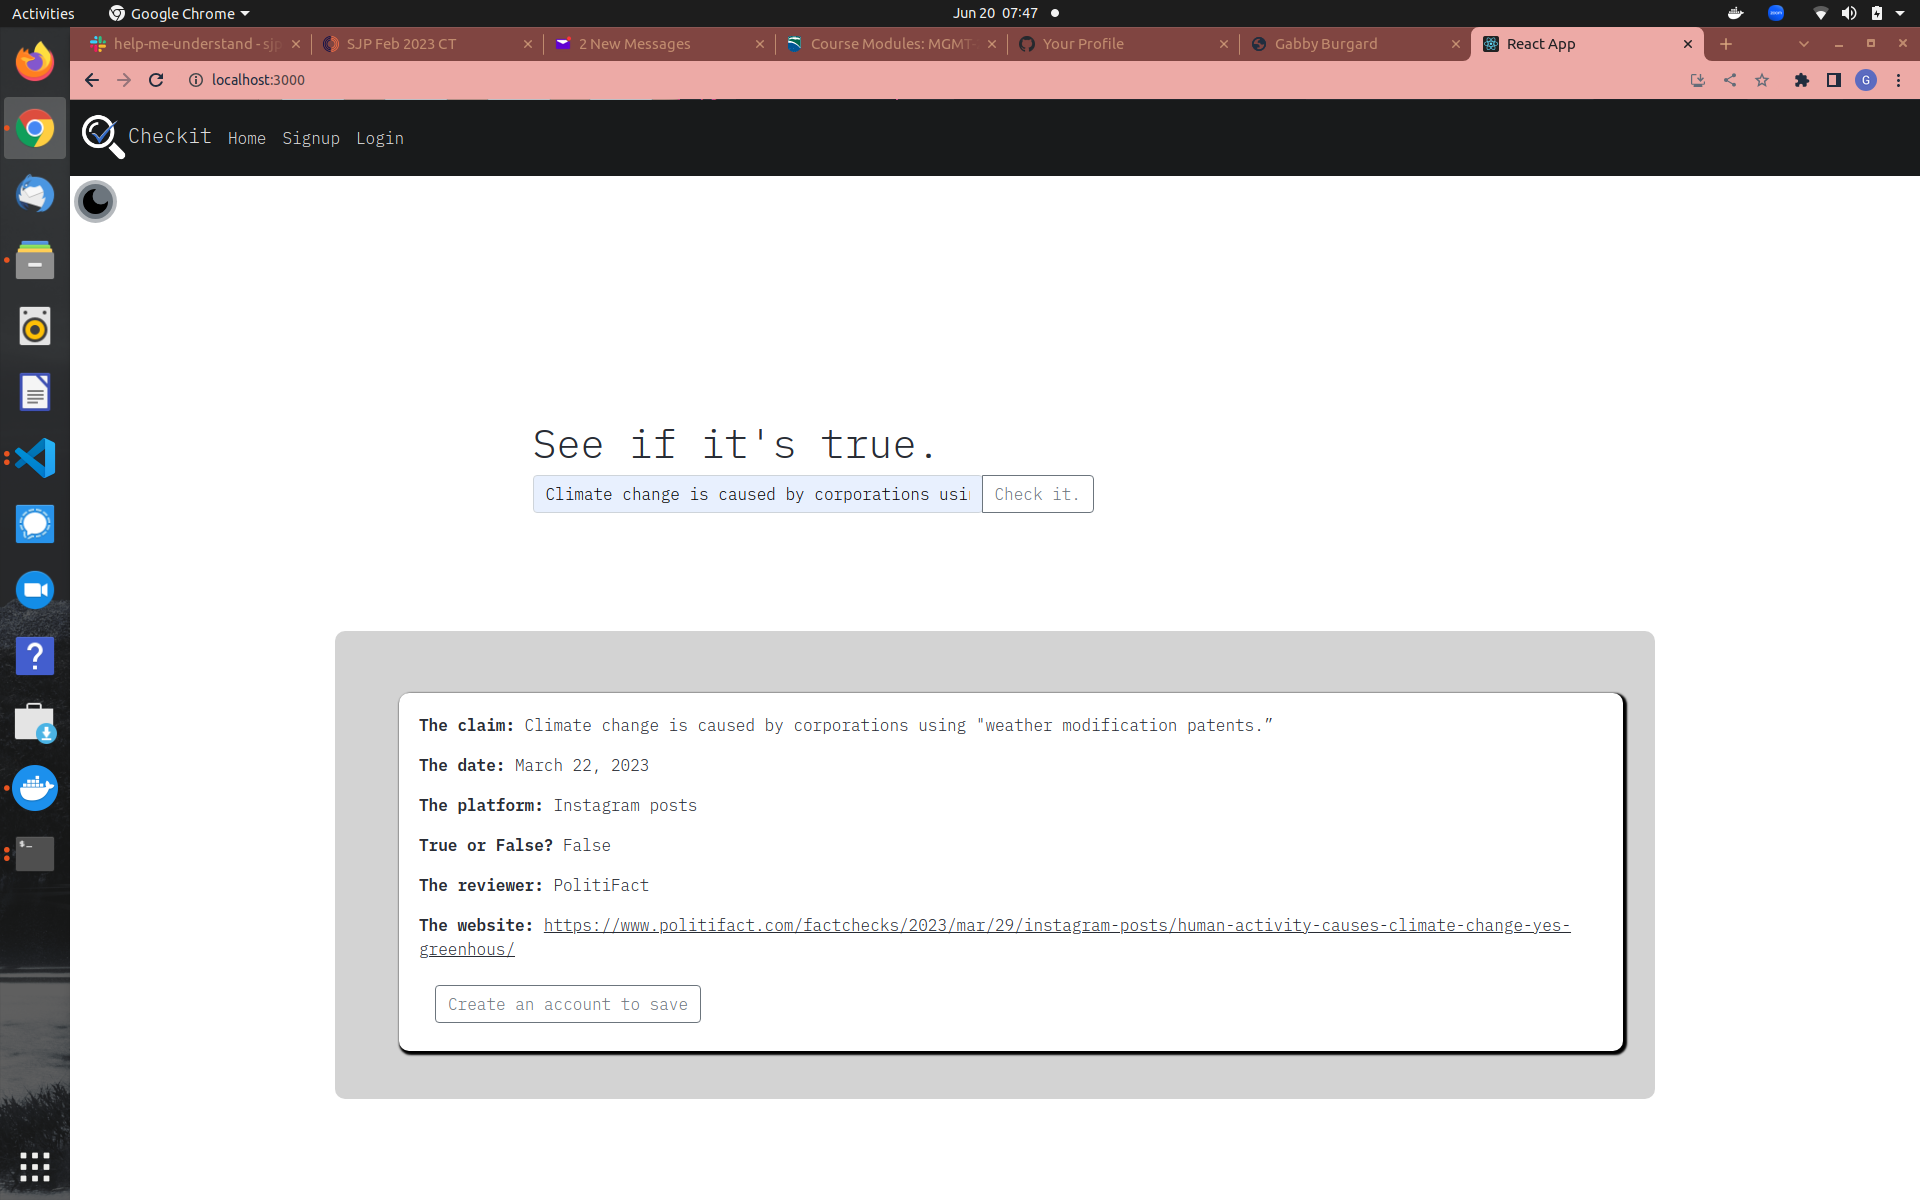 Activities
Google Chrome
Jun 20 07:47
zoom
help-me-understand - sjp
SJP Feb 2023 CT
2 New Messages
Course Modules: MGMT-
Your Profile
Gabby Burgard
React App
localhost:3000
G
Checkit
Home
Signup
Login
See if it's true.
Climate change is caused by corporations usi
Check it.
The claim: Climate change is caused by corporations using "weather modification patents.”
The date: March 22, 2023
The platform: Instagram posts
True or False? False
The reviewer: PolitiFact
The website: https://www.politifact.com/factchecks/2023/mar/29/instagram-posts/human-activity-causes-climate-change-yes-
greenhous/
Create an account to save
?
$_